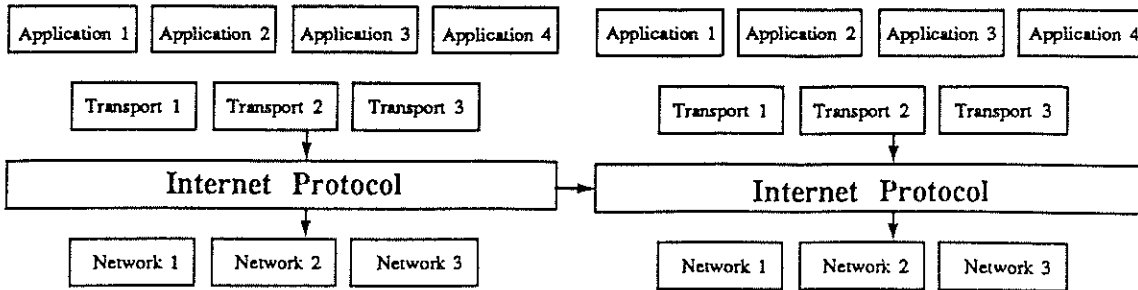 Application 1 Application 2 Application 3 Application 4
Transport 1 Transport 2 Transport 3
Internet Protocol
Network 1 Network 2 Network 3
Application 1 Application 2 Application 3 Application 4
Transport 1 Transport 2 Transport 3
Internet Protocol
Network 1 Network 2 Network 3